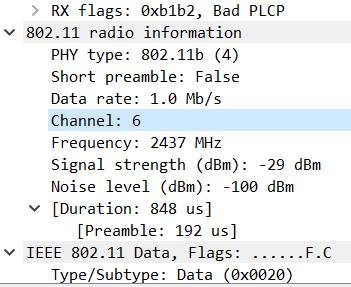 RX flags: 0xb1b2, Bad PLCP
802.11 radio information
PHY type: 802.11b (4)
Short preamble: False
Data rate: 1.0 Mb/s
Channel: 6
Frequency: 2437 MHz
Signal strength (dBm): -29 dBm
Noise level (dBm): -100 dBm
[Duration: 848 us]
[Preamble: 192 us]
IEEE 802.11 Data, Flags: ......F.C
Type/Subtype: Data (0x0020)